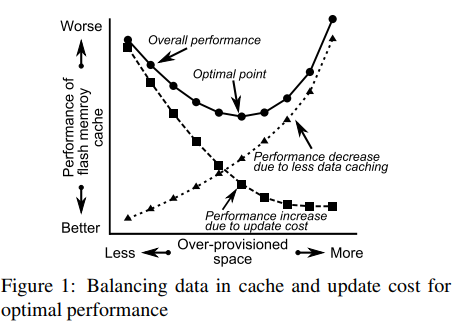 Worse
Overall performance
Optimal point
Performance of
flash memroy
cache
Performance decrease
due to less data caching
Performance increase
due to update cost
Better
Less
Over-provisioned
space
More
Figure 1: Balancing data in cache and update cost for
optimal performance